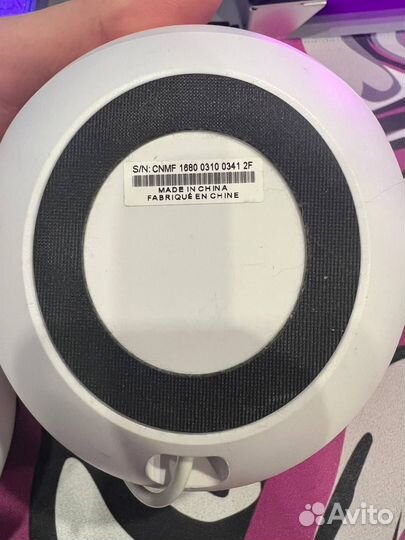 S/N: CNMF 1680 0310 0341 2F
MADE IN CHINA
FABRIQUÉ EN CHINE
Avito